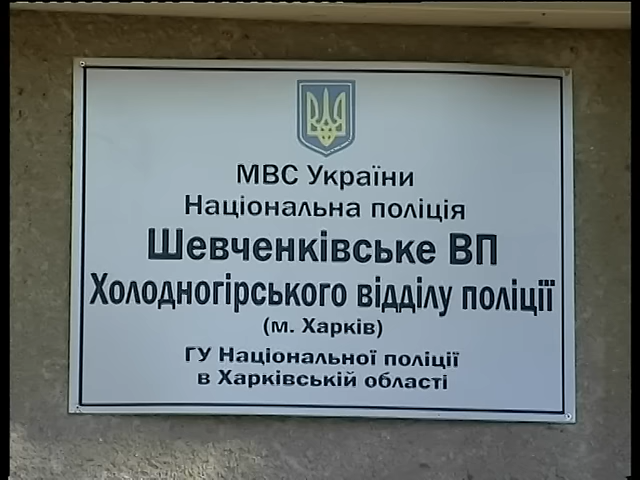 МВС України
Національна поліція
Шевченківське ВП
Холодногірського відділу поліції
(м. Харків)
ГУ Національної поліції
в Харківській області